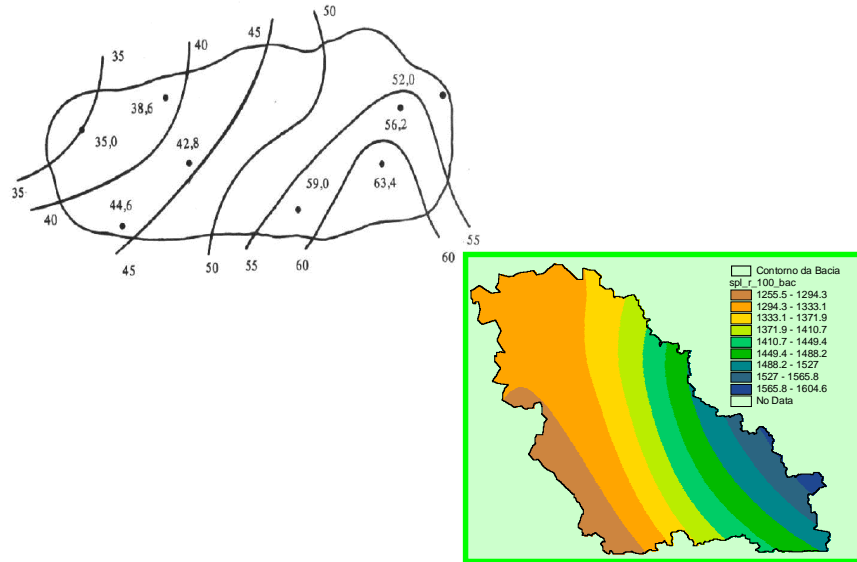 50
35
40
45
52,0
38,6
56,2
35,0
42,8
59,0
63,4
35
44,6
40
55
45
50
55
60
60
Contorno da Bacia
spl_r_100_bac
1255.5 - 1294.3
1294.3 - 1333.1
1333.1 - 1371.9
1371.9 - 1410.7
1410.7 - 1449.4
1449.4 - 1488.2
1488.2 - 1527
1527 - 1565.8
1565.8 - 1604.6
No Data